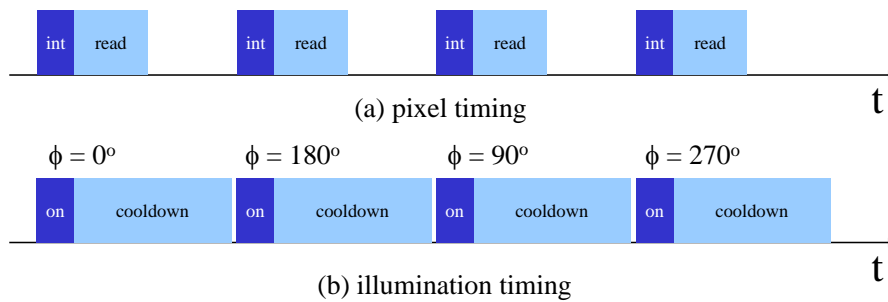 int read int read int read int read
t
(a) pixel timing
ϕ = 0° ϕ = 180° ϕ = 90° ϕ = 270°
on cooldown on cooldown on cooldown on cooldown
t
(b) illumination timing